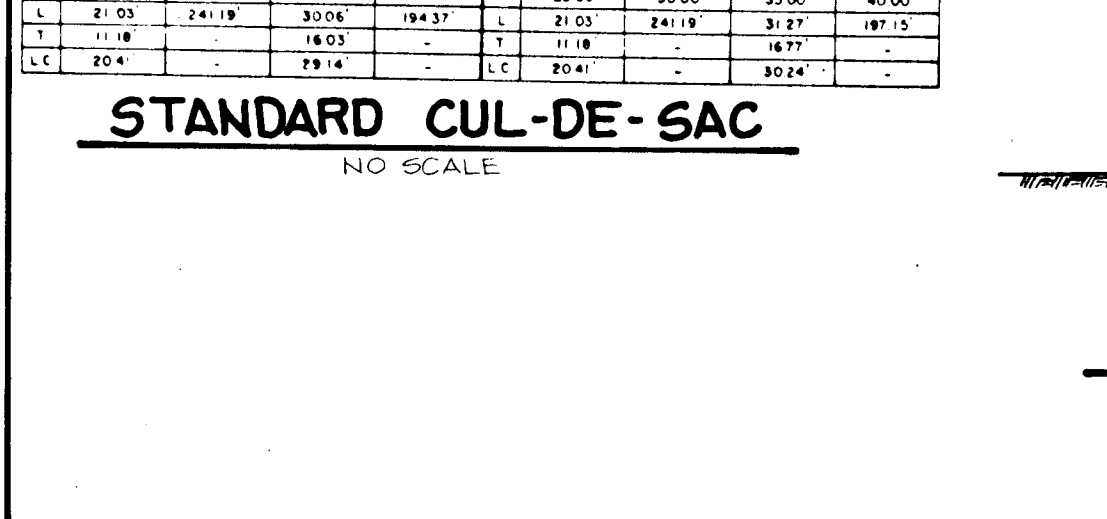 L 21.03' 241.19' 30.06' 194.37' L 21.03' 241.19' 31.27' 197.15'
T 11.18' - 16.03' - T 11.18' - 16.77' -
LC 20.41' - 29.14' - LC 20.41' - 30.24' -
STANDARD CUL-DE-SAC
NO SCALE